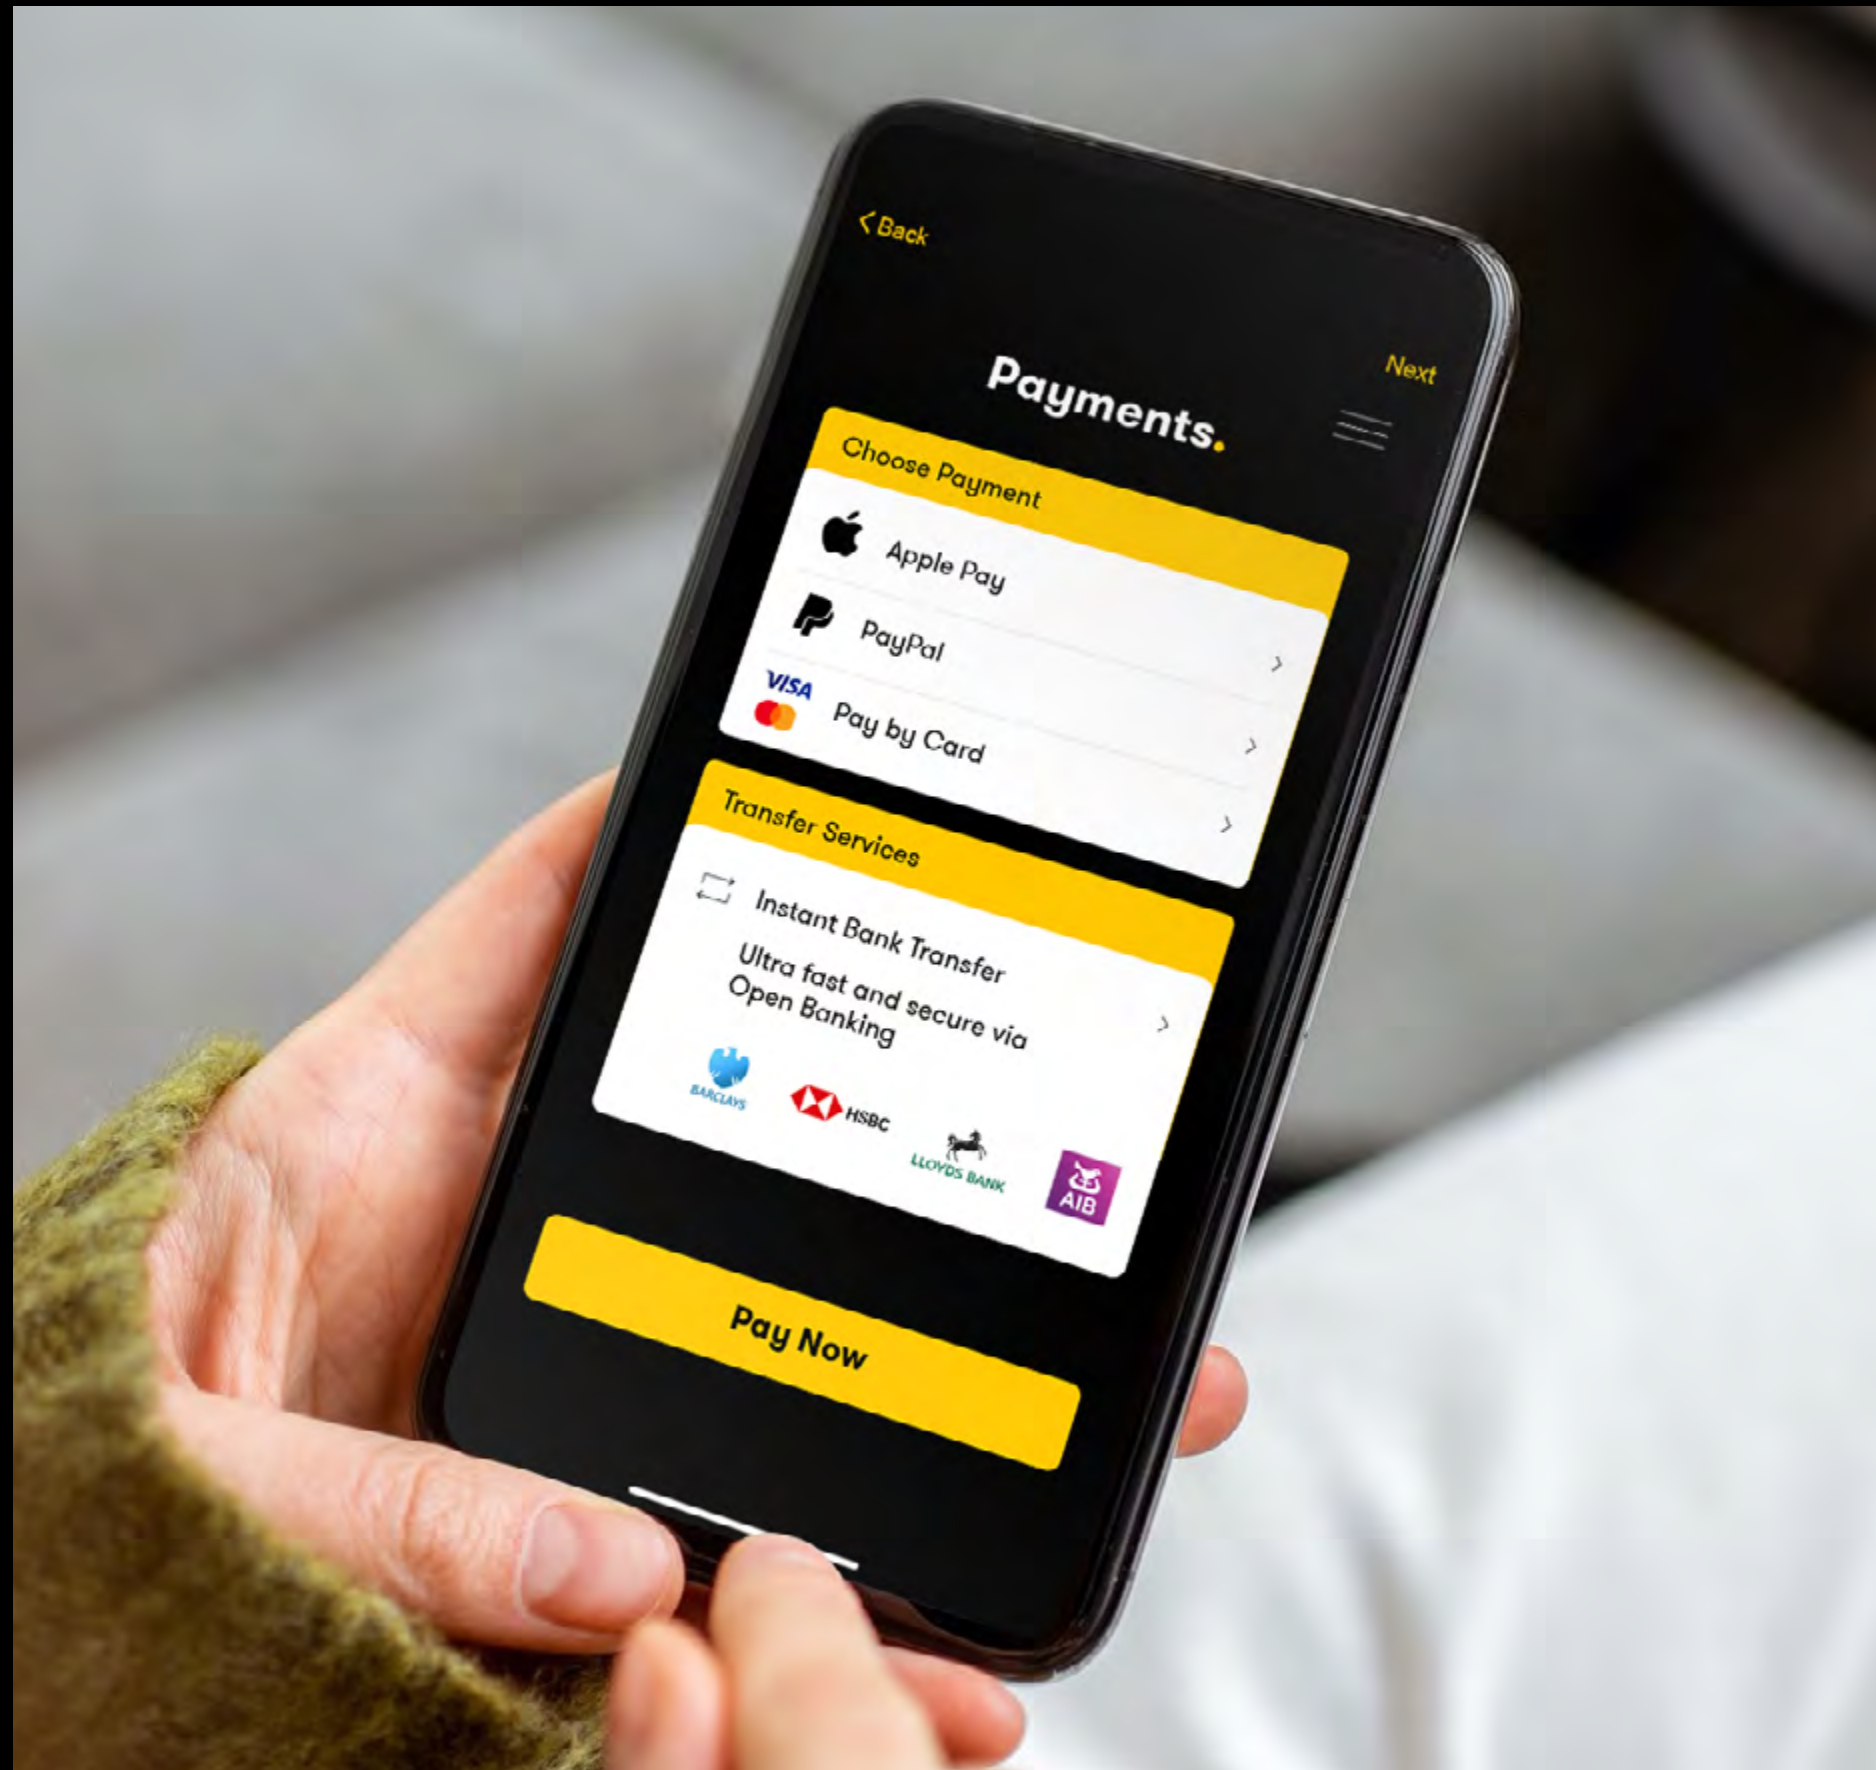 Back
Next
Payments.
Choose Payment
Apple Pay
PayPal
VISA
Pay by Card
Transfer Services
Instant Bank Transfer
Ultra fast and secure via
Open Banking
BARCLAYS
HSBC
LLOYDS BANK
AIB
Pay Now